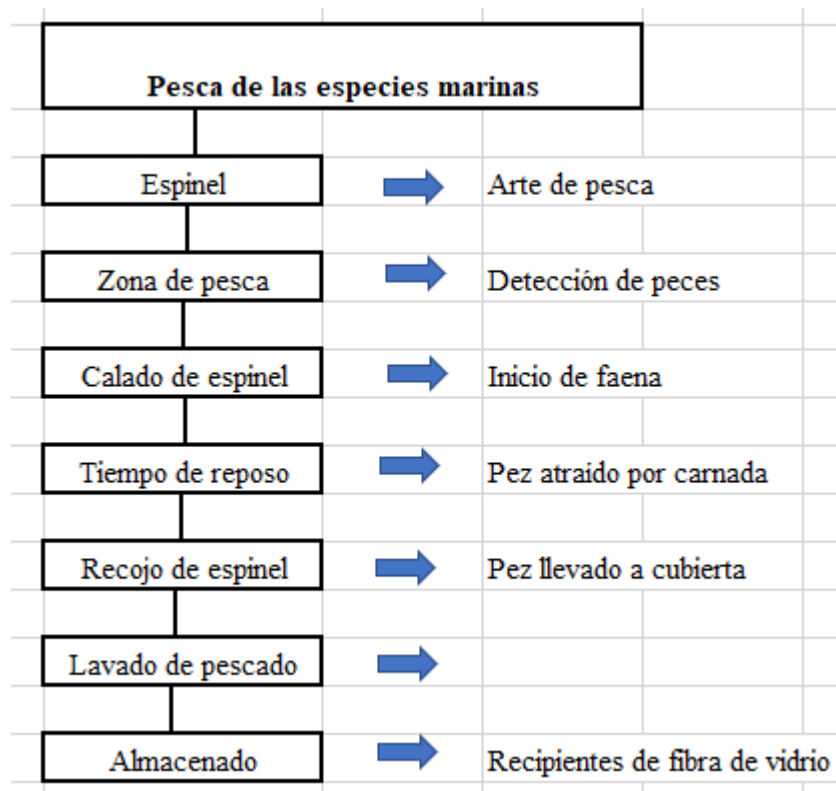 Pesca de las especies marinas
Espinel
Arte de pesca
Zona de pesca
Detección de peces
Calado de espinel
Inicio de faena
Tiempo de reposo
Pez atraido por carnada
Recojo de espinel
Pez llevado a cubierta
Lavado de pescado
Almacenado
Recipientes de fibra de vidrio